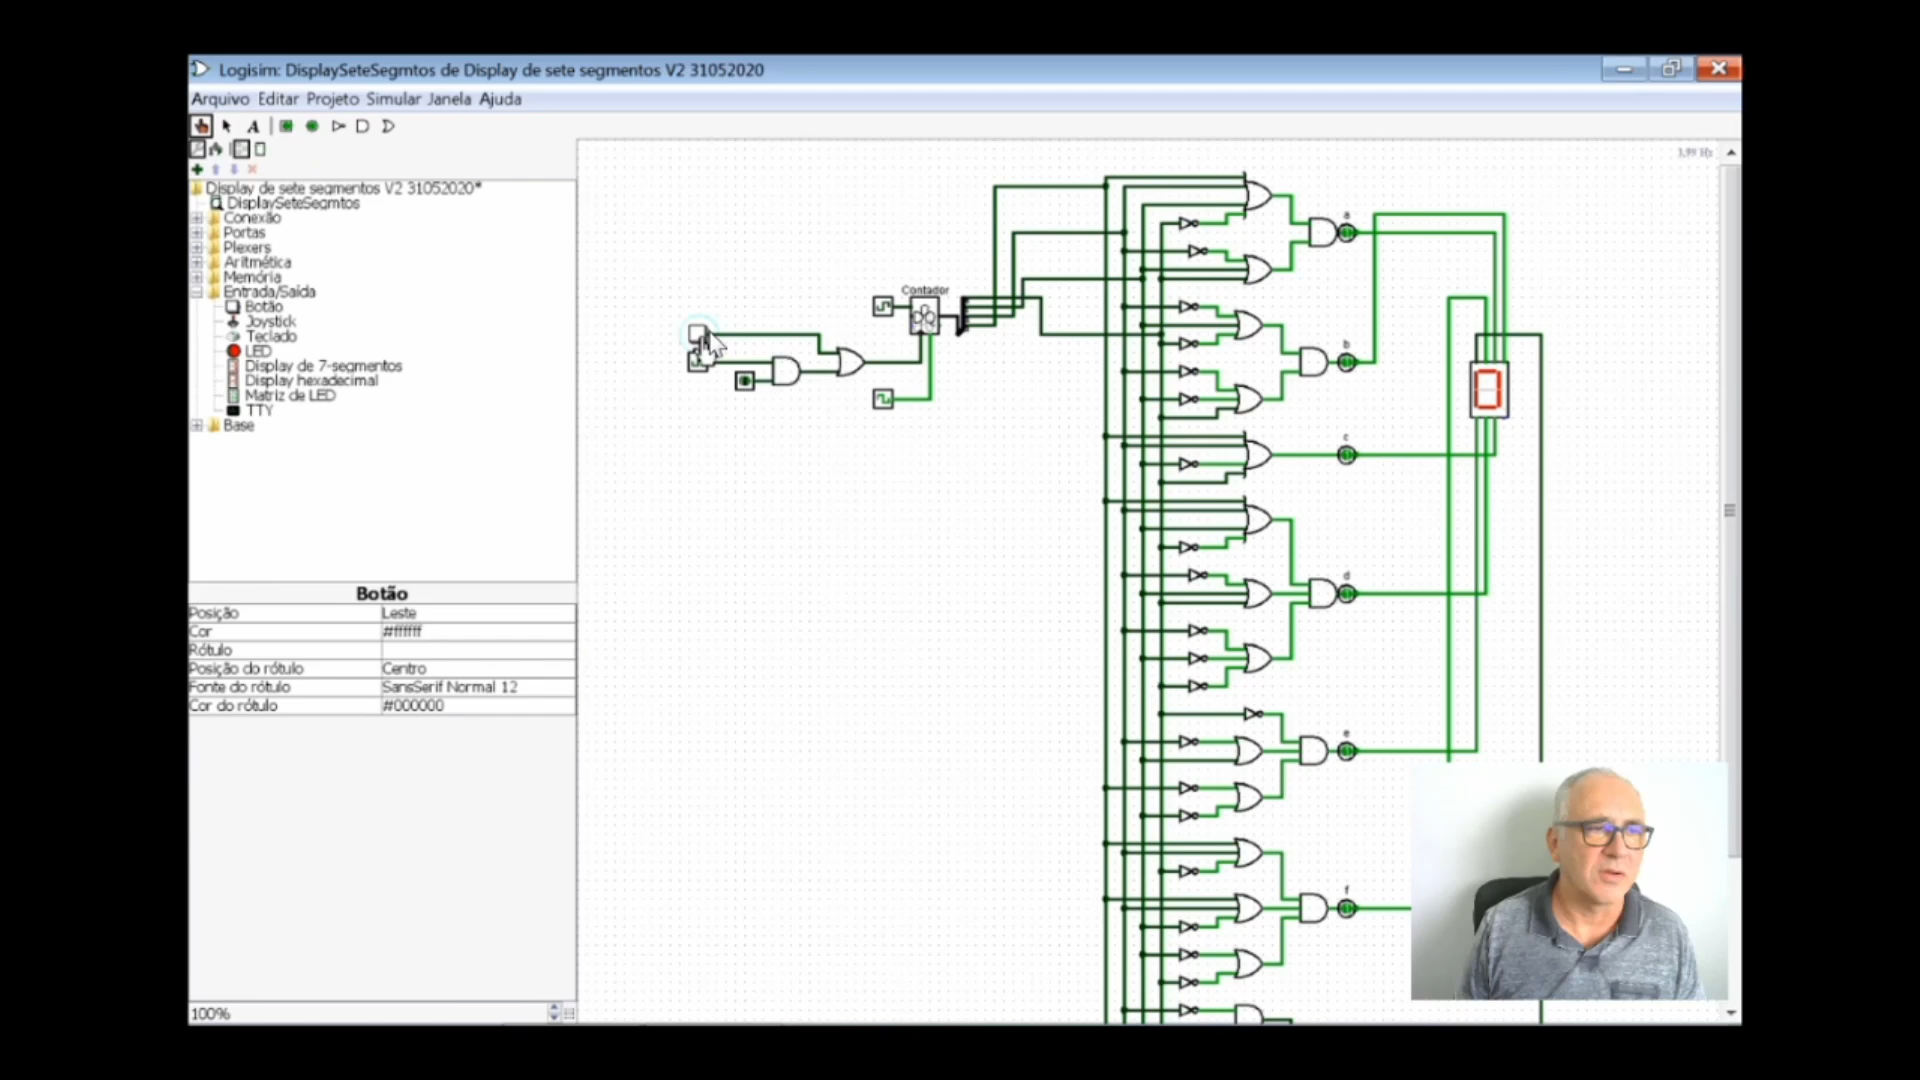 Logisim: DisplaySeteSegmtos de Display de sete segmentos V2 31052020
Arquivo Editar Projeto Simular Janela Ajuda
A
Display de sete segmentos V2 31052020*
DisplaySeteSegmtos
Conexão
Portas
Plexers
Aritmética
Memória
Entrada/Saída
Botão
Joystick
Teclado
LED
Display de 7-segmentos
Display hexadecimal
Matriz de LED
TTY
Base
Botão
Posição Leste
Cor #ffffff
Rótulo
Posição do rótulo Centro
Fonte do rótulo SansSerif Normal 12
Cor do rótulo #000000
100%
Contador
a
b
c
d
e
f
0